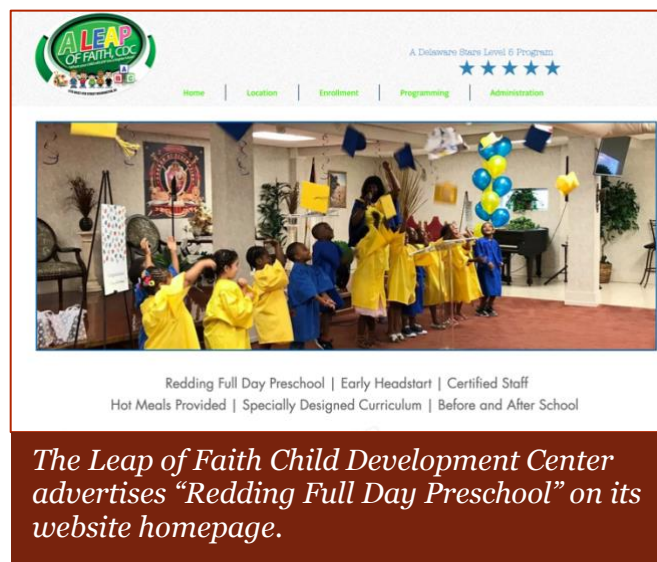 A LEAP
OF FAITH, CDC
A Delaware Stars Level 5 Program
Home | Location | Enrollment | Programming | Administration
Redding Full Day Preschool | Early Headstart | Certified Staff
Hot Meals Provided | Specially Designed Curriculum | Before and After School
The Leap of Faith Child Development Center
advertises “Redding Full Day Preschool” on its
website homepage.